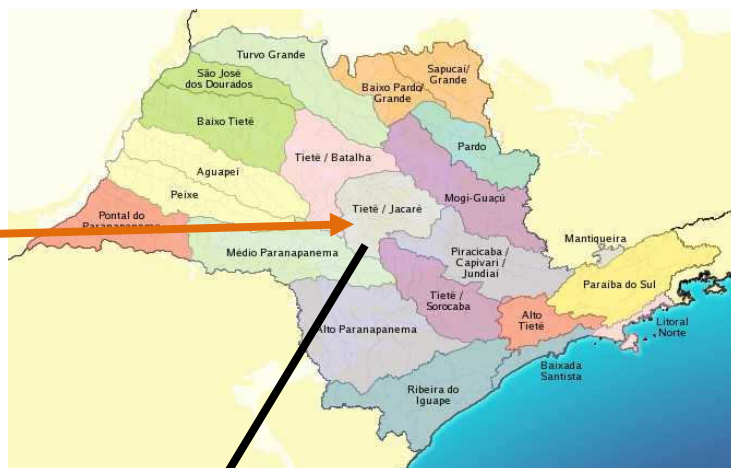 Turvo Grande
São José
dos Dourados
Baixo Tietê
Baixo Pardo/
Grande
Sapucaí/
Grande
Pardo
Tietê / Batalha
Aguapeí
Peixe
Mogi-Guaçu
Tietê / Jacaré
Pontal do
Paranapanema
Médio Paranapanema
Piracicaba /
Capivari /
Jundiaí
Mantiqueira
Paraíba do Sul
Tietê /
Sorocaba
Alto
Tietê
Litoral
Norte
Alto Paranapanema
Baixada
Santista
Ribeira do
Iguape